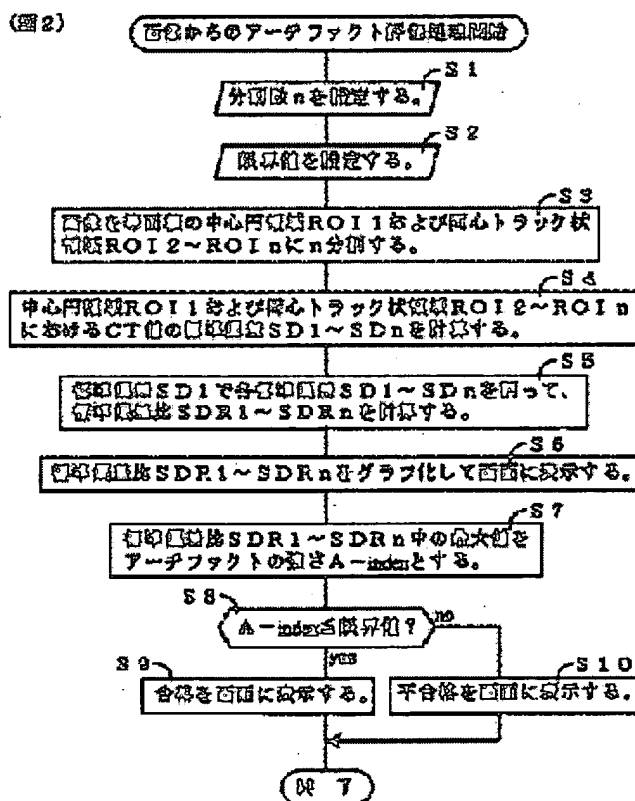 (図2)
画像からのアーチファクト評価処理開始
S1
分割数nを設定する。
S2
限界値を設定する。
S3
画像を等面積の中心円領域ROI1および同心トラック状
領域ROI2~ROInにn分割する。
S4
中心円領域ROI1および同心トラック状領域ROI2~ROIn
におけるCT値の標準偏差SD1~SDnを計算する。
S5
標準偏差SD1で各標準偏差SD1~SDnを割って、
標準偏差比SDR1~SDRnを計算する。
S6
標準偏差比SDR1~SDRnをグラフ化して画面に表示する。
S7
標準偏差比SDR1~SDRn中の最大値を
アーチファクトの強さA-indexとする。
S8
A-index≦限界値?
no
yes
S9
合格を画面に表示する。
S10
不合格を画面に表示する。
終 了